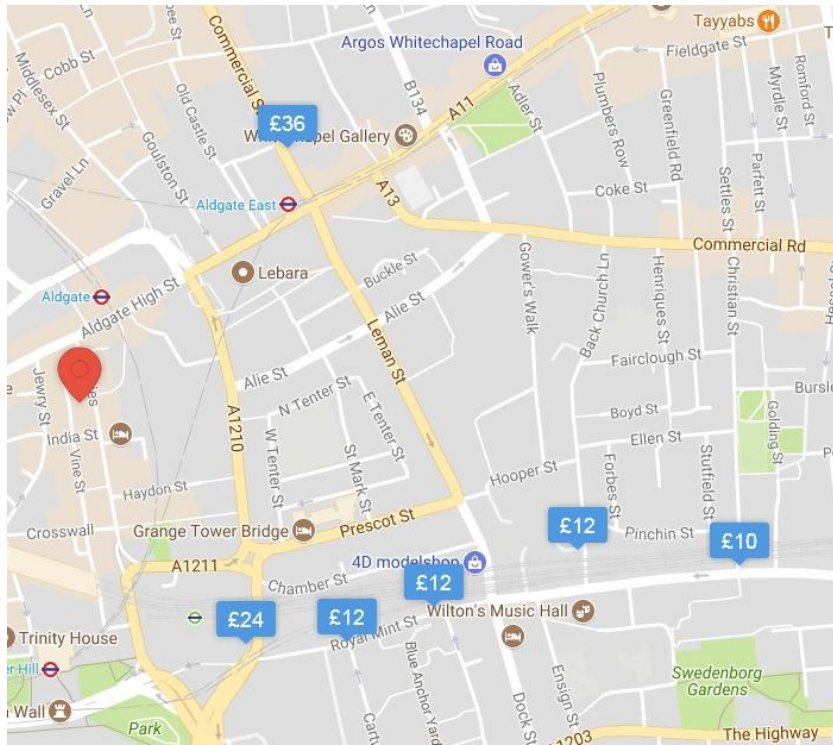 Tayyabs
Argos Whitechapel Road
Fieldgate St
Cobb St
Middlesex St
Commercial S
Old Castle St
B134
A11
Adler St
Plumbers Row
Greenfield Rd
Myrdle St
Romford St
£36
Goulston St
Gravel Ln
Parfett St
Settles St
A13
Coke St
Aldgate East
Commercial Rd
Lebara
Buckle St
Gower's Walk
Back Church Ln
Henriques St
Christian St
Aldgate
Aldgate High St
Alie St
Leman St
Fairclough St
Alie St
Jewry St
N Tenter St
E Tenter St
Boyd St
Golding St
A1210
India St
W Tenter St
St Mark St
Ellen St
Vine St
Hooper St
Forbes St
Stutfield St
Haydon St
Crosswall
Grange Tower Bridge
Prescot St
£12
Pinchin St
£10
A1211
4D modelshop
Chamber St
£12
£24
£12
Wilton's Music Hall
Royal Mint St
Trinity House
Blue Anchor Yard
Dock St
Ensign St
Swedenborg
Gardens
Wall
Park
A1203
The Highway